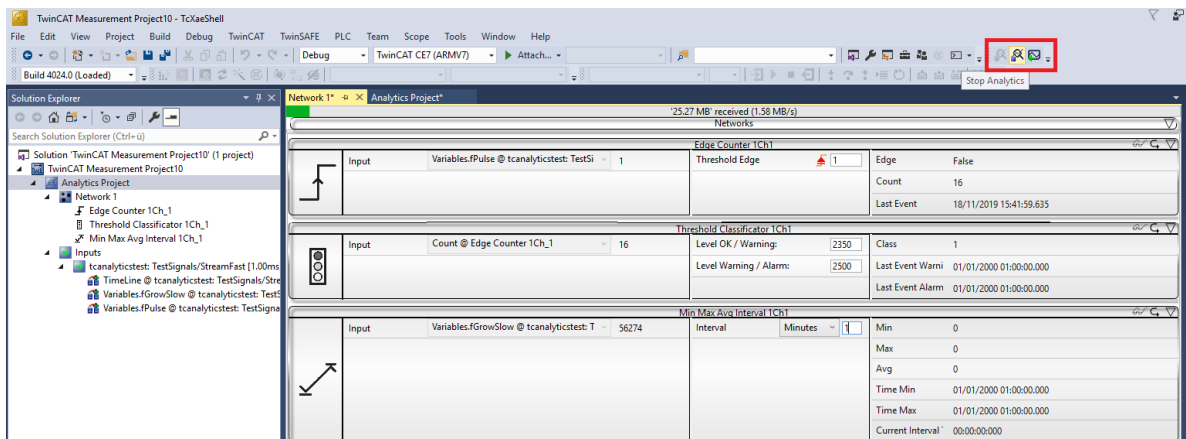 TwinCAT Measurement Project10 - TcXaeShell
File Edit View Project Build Debug TwinCAT TwinSAFE PLC Team Scope Tools Window Help
Debug TwinCAT CE7 (ARMV7) Attach...
Build 4024.0 (Loaded)
Stop Analytics
Solution Explorer
Search Solution Explorer (Ctrl+ü)
Solution 'TwinCAT Measurement Project10' (1 project)
TwinCAT Measurement Project10
Analytics Project
Network 1
Edge Counter 1Ch_1
Threshold Classificator 1Ch_1
Min Max Avg Interval 1Ch_1
Inputs
tcanalyticstest: TestSignals/StreamFast [1.00ms
TimeLine @ tcanalyticstest: TestSignals/Stre
Variables.fGrowSlow @ tcanalyticstest: TestS
Variables.fPulse @ tcanalyticstest: TestSigna
Network 1* Analytics Project*
'25.27 MB' received (1.58 MB/s)
Networks
Edge Counter 1Ch1
Input Variables.fPulse @ tcanalyticstest: TestSi 1 Threshold Edge 1 Edge False
Count 16
Last Event 18/11/2019 15:41:59.635
Threshold Classificator 1Ch1
Input Count @ Edge Counter 1Ch_1 16 Level OK / Warning: 2350 Class 1
Level Warning / Alarm: 2500 Last Event Warni 01/01/2000 01:00:00.000
Last Event Alarm 01/01/2000 01:00:00.000
Min Max Avg Interval 1Ch1
Input Variables.fGrowSlow @ tcanalyticstest: T 56274 Interval Minutes 1 Min 0
Max 0
Avg 0
Time Min 01/01/2000 01:00:00.000
Time Max 01/01/2000 01:00:00.000
Current Interval 00:00:00:000